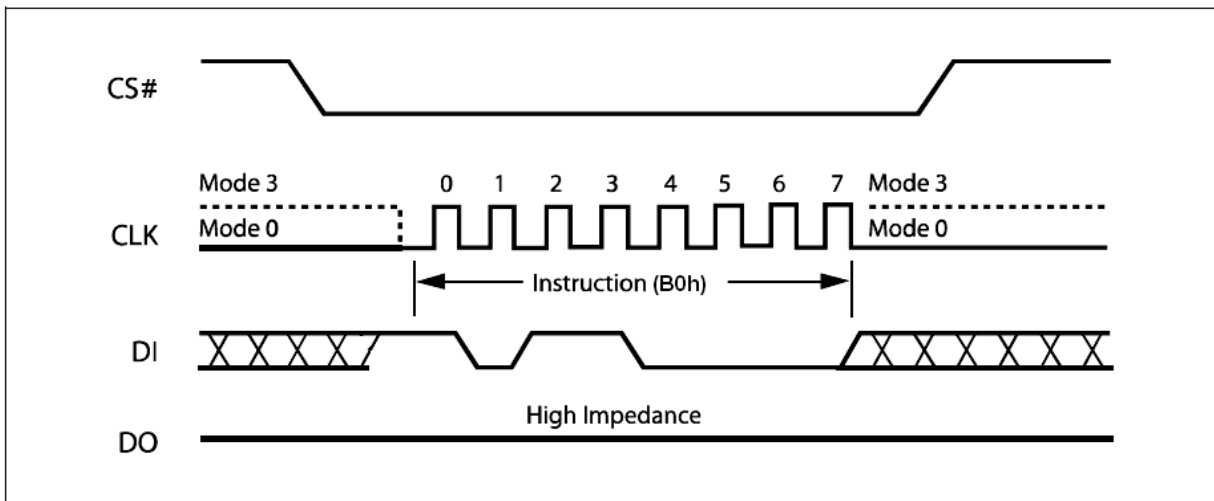 CS#
Mode 3
0 1 2 3 4 5 6 7
Mode 3
CLK
Mode 0
Mode 0
Instruction (B0h)
DI
High Impedance
DO